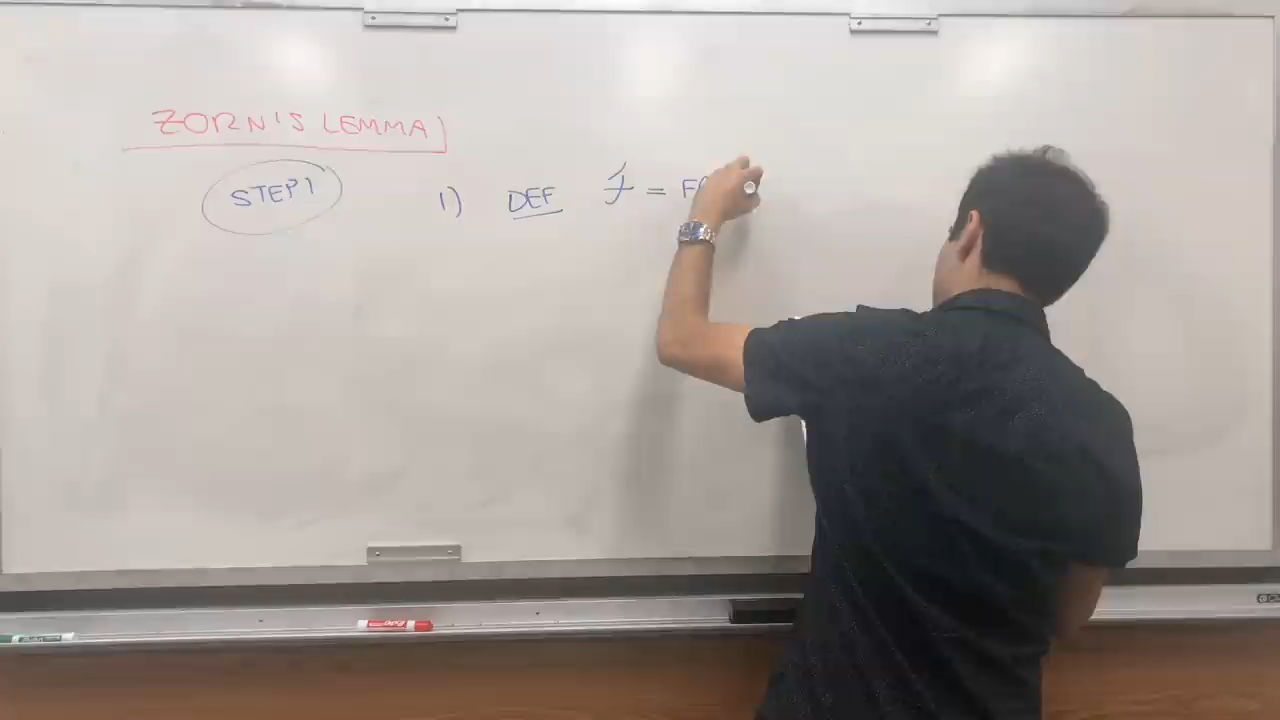 ZORN'S LEMMA
STEP 1 1) DEF ℱ = F